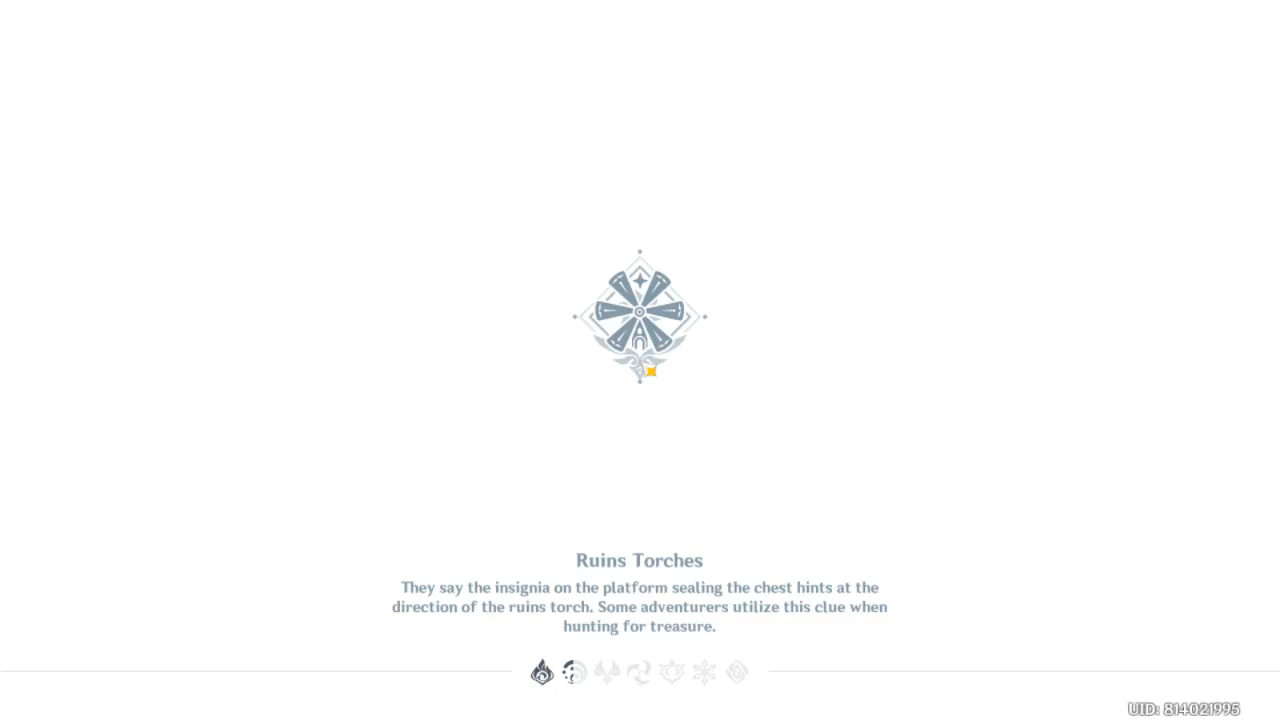 Ruins Torches
They say the insignia on the platform sealing the chest hints at the
direction of the ruins torch. Some adventurers utilize this clue when
hunting for treasure.
UID: 814021995